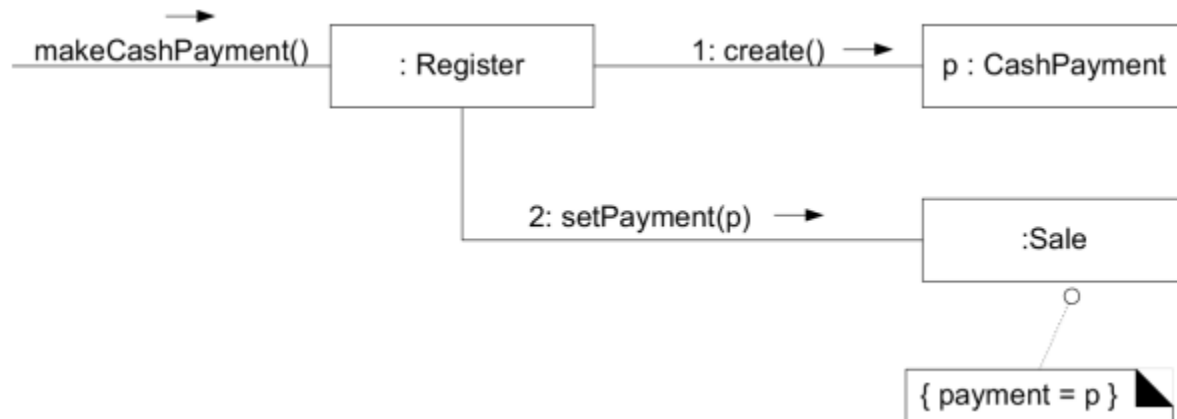 makeCashPayment()
: Register
1: create()
p : CashPayment
2: setPayment(p)
:Sale
{ payment = p }